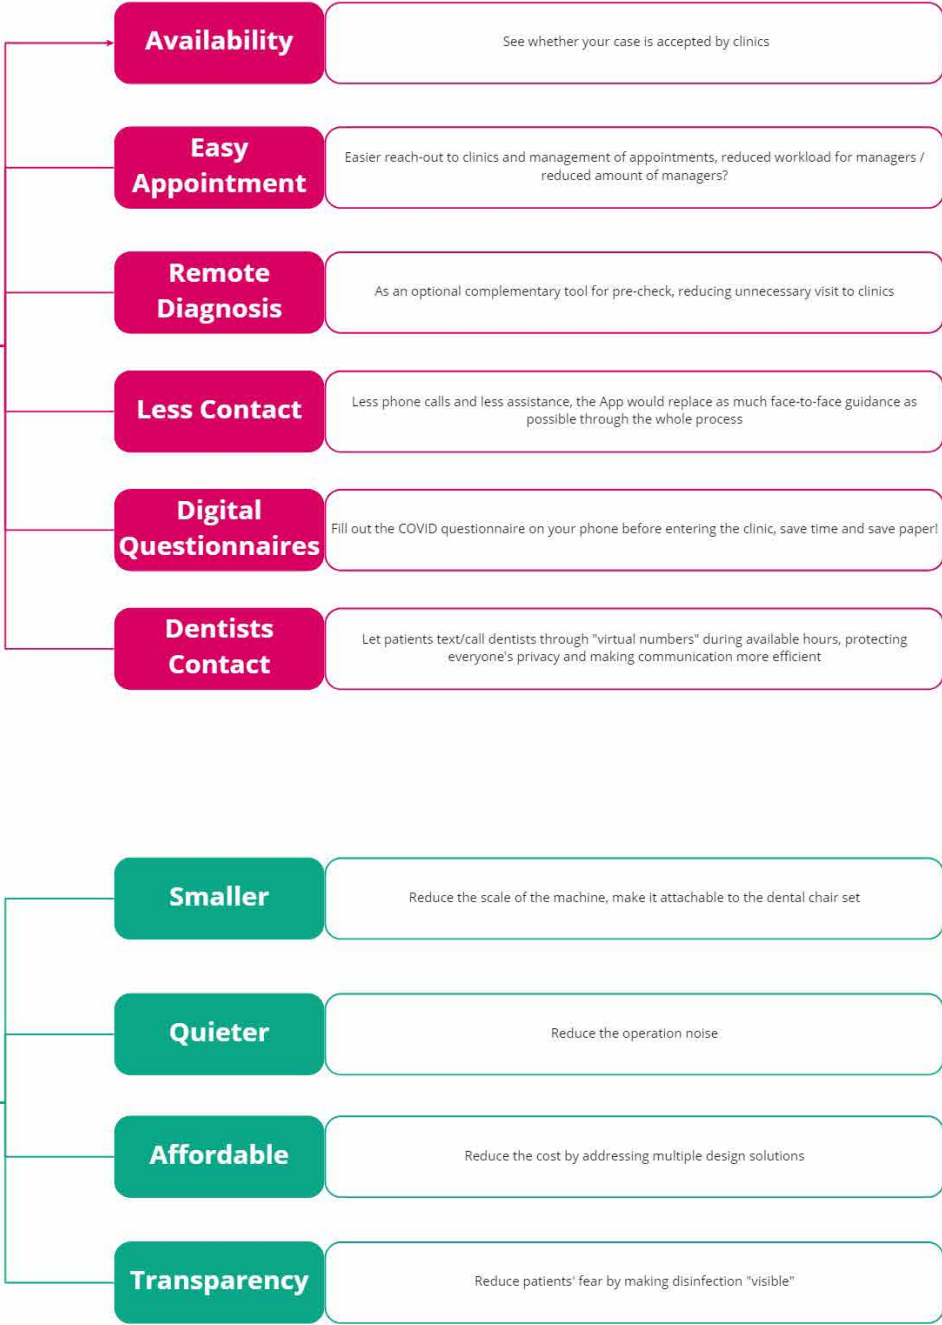 Availability
See whether your case is accepted by clinics
Easy
Appointment
Easier reach-out to clinics and management of appointments, reduced workload for managers /
reduced amount of managers?
Remote
Diagnosis
As an optional complementary tool for pre-check, reducing unnecessary visit to clinics
Less Contact
Less phone calls and less assistance, the App would replace as much face-to-face guidance as
possible through the whole process
Digital
Questionnaires
Fill out the COVID questionnaire on your phone before entering the clinic, save time and save paper!
Dentists
Contact
Let patients text/call dentists through "virtual numbers" during available hours, protecting
everyone's privacy and making communication more efficient
Smaller
Reduce the scale of the machine, make it attachable to the dental chair set
Quieter
Reduce the operation noise
Affordable
Reduce the cost by addressing multiple design solutions
Transparency
Reduce patients' fear by making disinfection "visible"